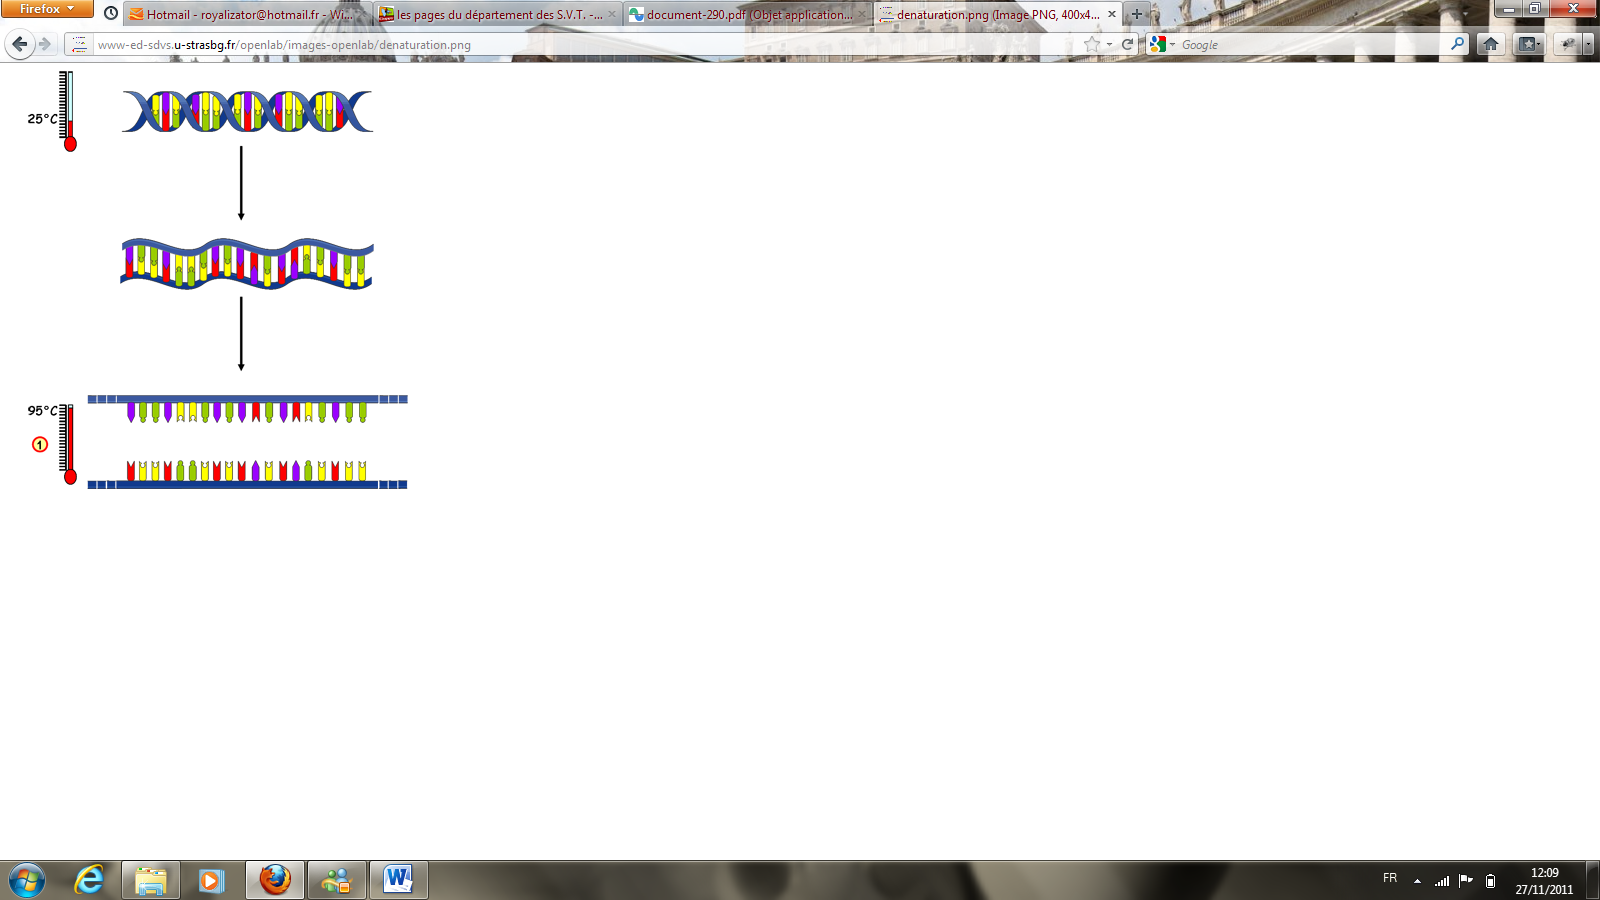 Firefox
Hotmail - royalizator@hotmail.fr - Wi...
les pages du département des S.V.T. -...
document-290.pdf (Objet application...
denaturation.png (Image PNG, 400x4...
www-ed-sdvs.u-strasbg.fr/openlab/images-openlab/denaturation.png
Google
25°C
95°C
1
FR
12:09
27/11/2011